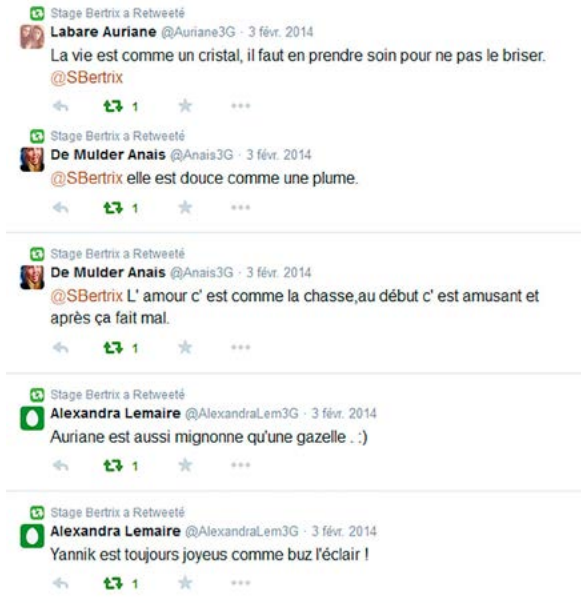 Stage Bertrix a Retweeté
Labare Auriane @Auriane3G · 3 févr. 2014
La vie est comme un cristal, il faut en prendre soin pour ne pas le briser.
@SBertrix
1
Stage Bertrix a Retweeté
De Mulder Anais @Anais3G · 3 févr. 2014
@SBertrix elle est douce comme une plume.
1
Stage Bertrix a Retweeté
De Mulder Anais @Anais3G · 3 févr. 2014
@SBertrix L' amour c' est comme la chasse,au début c' est amusant et
après ça fait mal.
1
Stage Bertrix a Retweeté
Alexandra Lemaire @AlexandraLem3G · 3 févr. 2014
Auriane est aussi mignonne qu'une gazelle . :)
1
Stage Bertrix a Retweeté
Alexandra Lemaire @AlexandraLem3G · 3 févr. 2014
Yannik est toujours joyeus comme buz l'éclair !
1